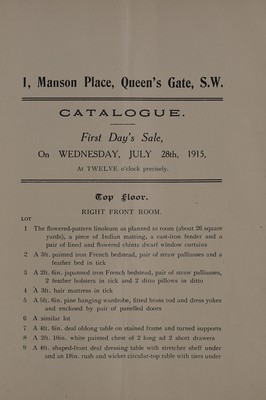 1, Manson Place, Queen's Gate, S.W.
CATALOGUE.
First Day's Sale,
On WEDNESDAY, JULY 28th, 1915,
At TWELVE o'clock precisely.
Top Floor.
RIGHT FRONT ROOM.
LOT
1 The flowered-pattern linoleum as planned to room (about 26 square
yards), a piece of Indian matting, a cast-iron fender and a
pair of lined and flowered chintz dwarf window curtains
2 A 3ft. painted iron French bedstead, pair of straw palliasses and a
feather bed in tick
3 A 2ft. 6in. japanned iron French bedstead, pair of straw palliasses,
2 feather bolsters in tick and 2 ditto pillows in ditto
4 A 3ft. hair mattress in tick
5 A 5ft. 6in. pine hanging wardrobe, fitted brass rod and dress yokes
and enclosed by pair of panelled doors
6 A similar lot
7 A 4ft. 6in. deal oblong table on stained frame and turned supports
8 A 2ft. 10in. white painted chest of 2 long ad 2 short drawers
9 A 4ft. shaped-front deal dressing table with stretcher shelf under
and an 18in. rush and wicker circular-top table with tiers under